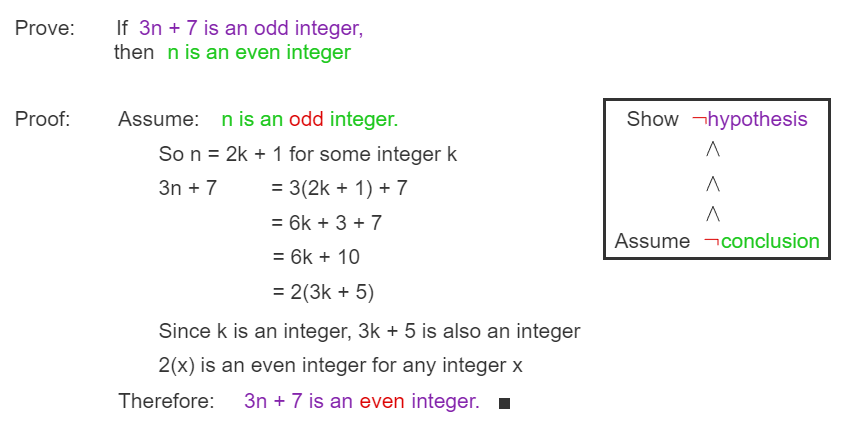 Prove: If 3n + 7 is an odd integer,
then n is an even integer
Proof: Assume: n is an odd integer.
So n = 2k + 1 for some integer k
3n + 7 = 3(2k + 1) + 7
= 6k + 3 + 7
= 6k + 10
= 2(3k + 5)
Since k is an integer, 3k + 5 is also an integer
2(x) is an even integer for any integer x
Therefore: 3n + 7 is an even integer. ■
Show ¬hypothesis
∧
∧
∧
Assume ¬conclusion